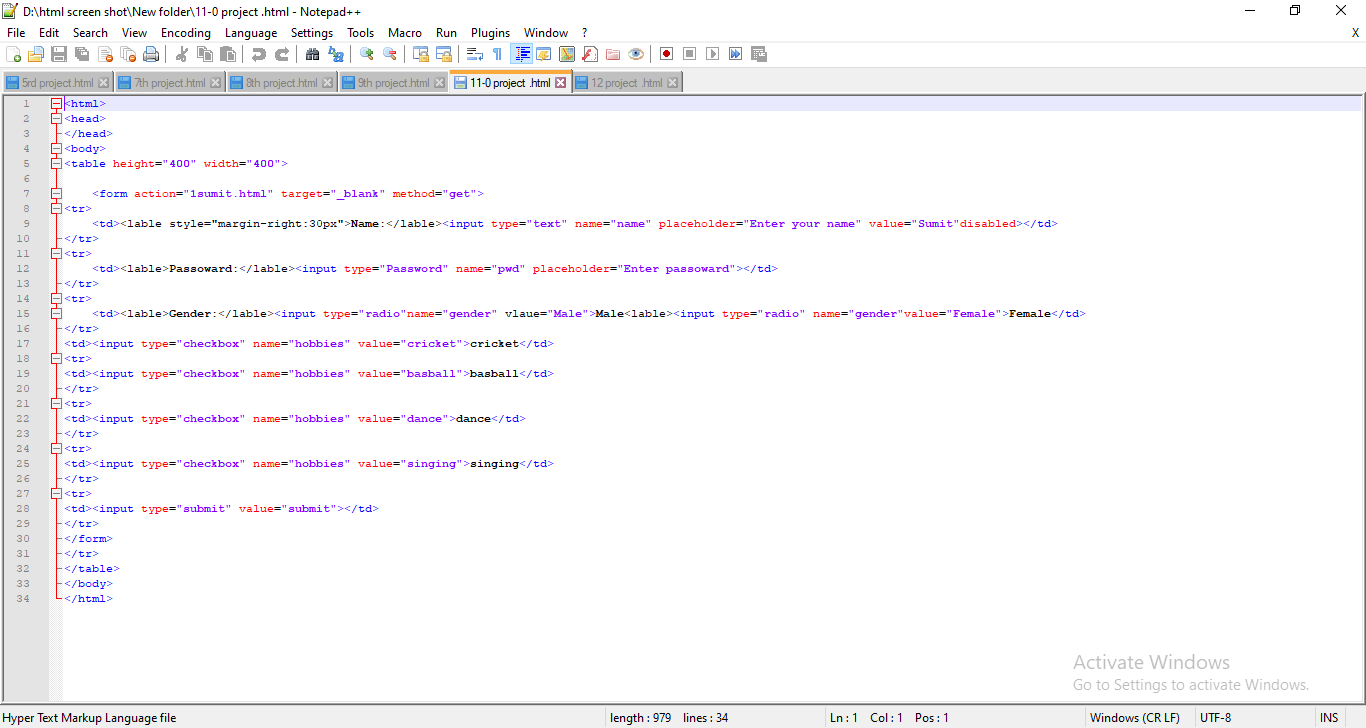 D:\html screen shot\New folder\11-0 project .html - Notepad++
File Edit Search View Encoding Language Settings Tools Macro Run Plugins Window ? X
5rd project.html 7th project.html 8th project.html 9th project.html 11-0 project .html 12 project .html
1 <html>
2 <head>
3 </head>
4 <body>
5 <table height="400" width="400">
6
7 <form action="1sumit.html" target="_blank" method="get">
8 <tr>
9 <td><lable style="margin-right:30px">Name:</lable><input type="text" name="name" placeholder="Enter your name" value="Sumit"disabled></td>
10 </tr>
11 <tr>
12 <td><lable>Passoward:</lable><input type="Password" name="pwd" placeholder="Enter passoward"></td>
13 </tr>
14 <tr>
15 <td><lable>Gender:</lable><input type="radio"name="gender" vlaue="Male">Male<lable><input type="radio" name="gender"value="Female">Female</td>
16 </tr>
17 <td><input type="checkbox" name="hobbies" value="cricket">cricket</td>
18 <tr>
19 <td><input type="checkbox" name="hobbies" value="basball">basball</td>
20 </tr>
21 <tr>
22 <td><input type="checkbox" name="hobbies" value="dance">dance</td>
23 </tr>
24 <tr>
25 <td><input type="checkbox" name="hobbies" value="singing">singing</td>
26 </tr>
27 <tr>
28 <td><input type="submit" value="submit"></td>
29 </tr>
30 </form>
31 </tr>
32 </table>
33 </body>
34 </html>
Activate Windows
Go to Settings to activate Windows.
Hyper Text Markup Language file length : 979 lines : 34 Ln : 1 Col : 1 Pos : 1 Windows (CR LF) UTF-8 INS